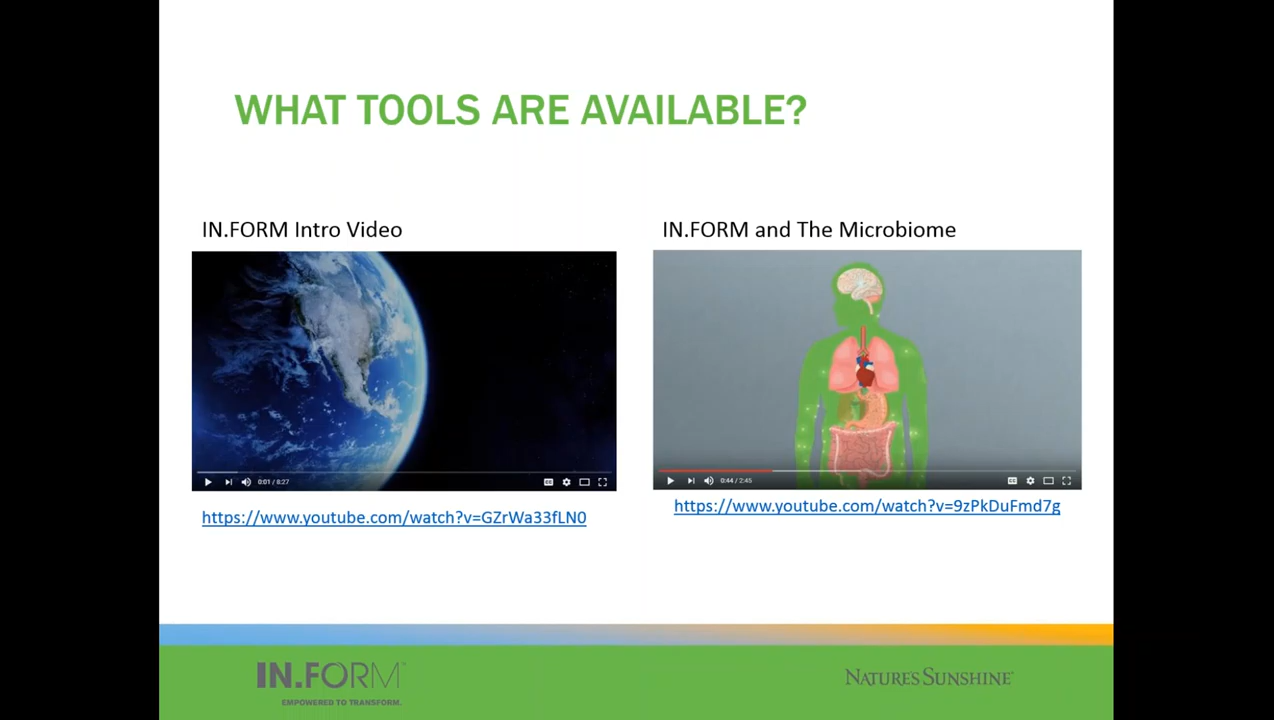 WHAT TOOLS ARE AVAILABLE?
IN.FORM Intro Video
IN.FORM and The Microbiome
0:01 / 8:27
0:44 / 2:45
https://www.youtube.com/watch?v=GZrWa33fLN0
https://www.youtube.com/watch?v=9zPkDuFmd7g
IN.FORM
EMPOWERED TO TRANSFORM.
NATURE'S SUNSHINE